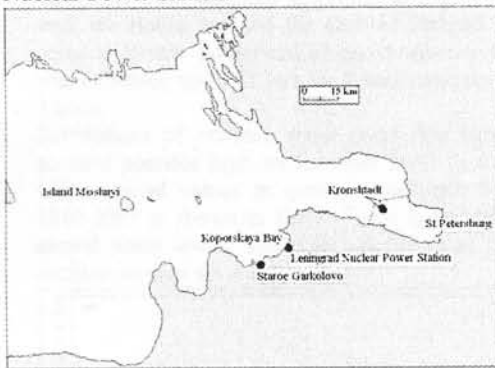 0 15 km
Kronshtadt
Island Moshnyi
St Petersburg
Koporskaya Bay
Leningrad Nuclear Power Station
Staroe Garkolovo